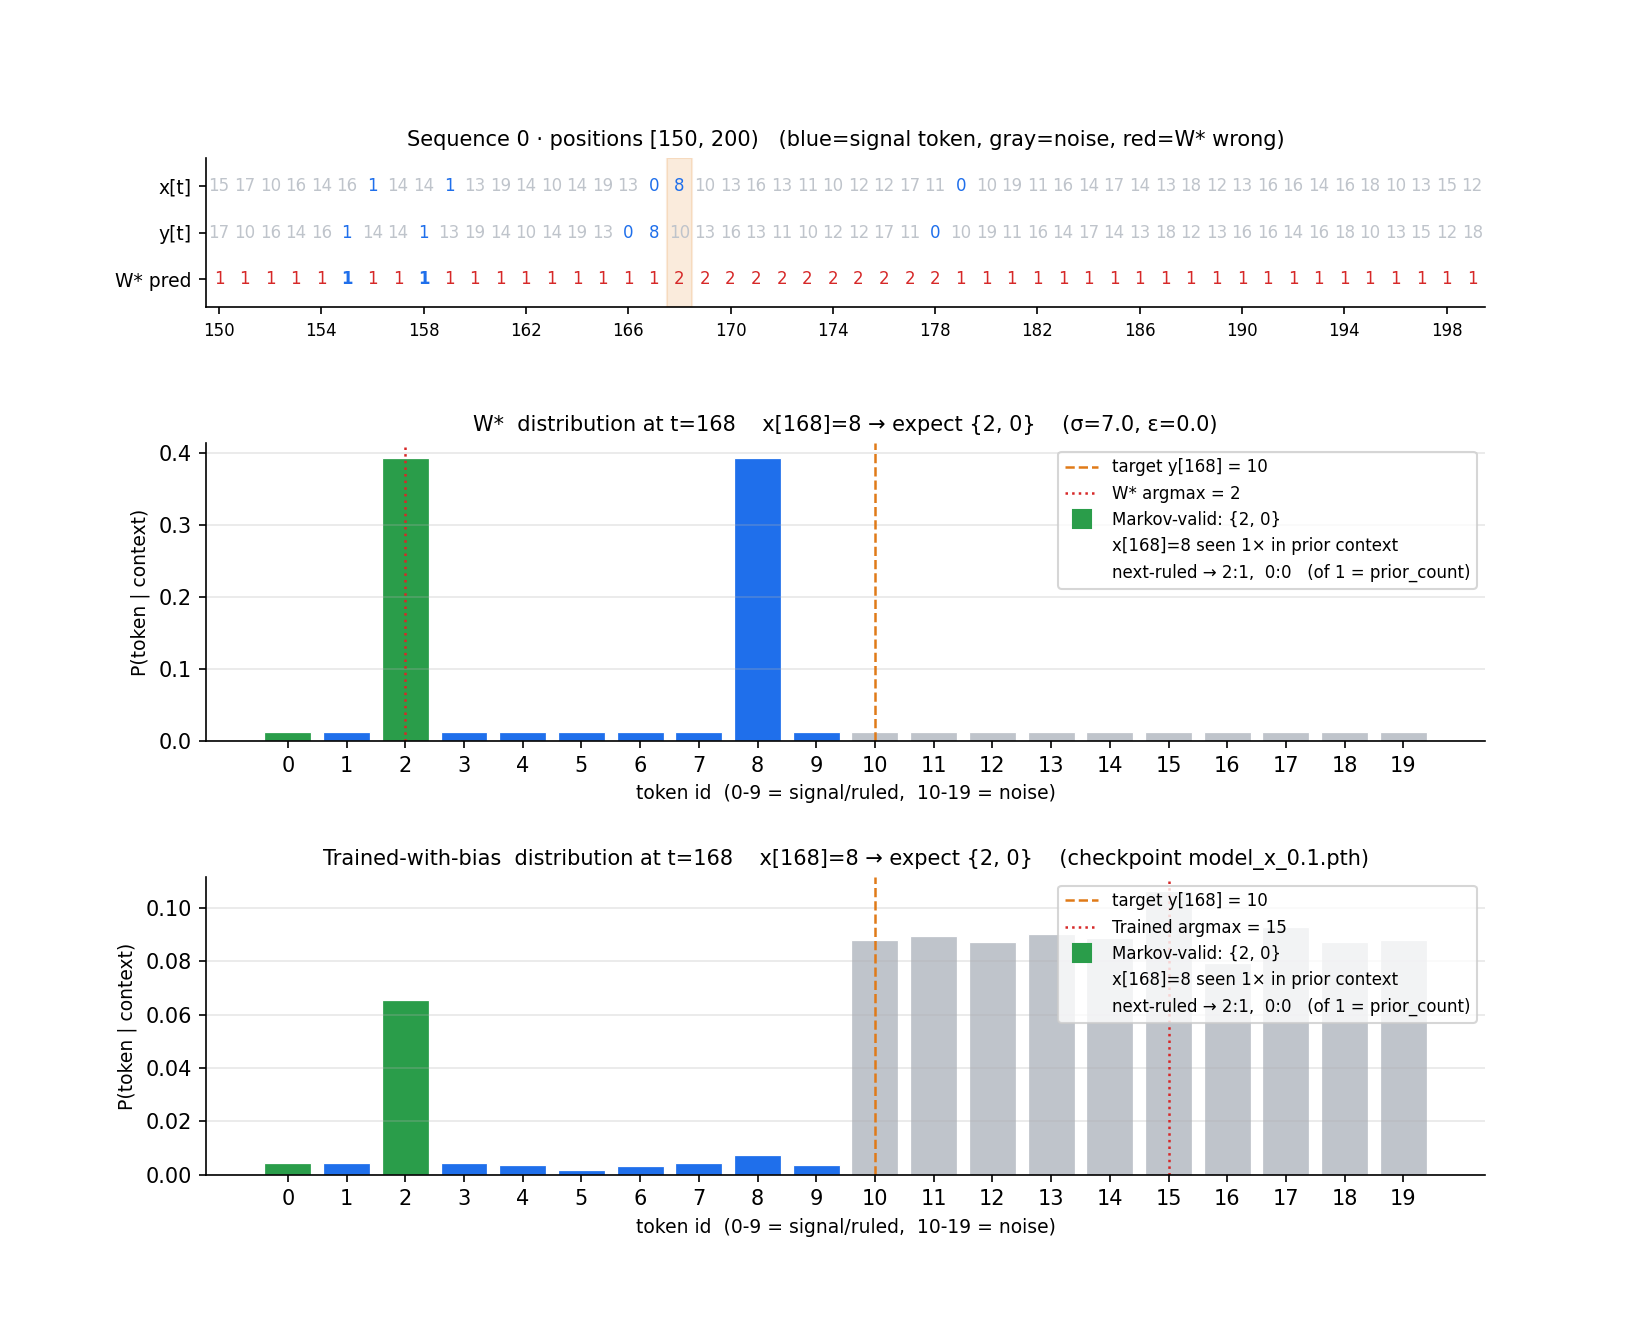 Sequence 0 · positions [150, 200)   (blue=signal token, gray=noise, red=W* wrong)
x[t] 15 17 10 16 14 16 1 14 14 1 13 19 14 10 14 19 13 0 8 10 13 16 13 11 10 12 12 17 11 0 10 19 11 16 14 17 14 13 18 12 13 16 16 14 16 18 10 13 15 12
y[t] 17 10 16 14 16 1 14 14 1 13 19 14 10 14 19 13 0 8 10 13 16 13 11 10 12 12 17 11 0 10 19 11 16 14 17 14 13 18 12 13 16 16 14 16 18 10 13 15 12 18
W* pred 1 1 1 1 1 1 1 1 1 1 1 1 1 1 1 1 1 1 2 2 2 2 2 2 2 2 2 2 2 1 1 1 1 1 1 1 1 1 1 1 1 1 1 1 1 1 1 1 1 1
150 154 158 162 166 170 174 178 182 186 190 194 198
W*  distribution at t=168    x[168]=8 → expect {2, 0}    (σ=7.0, ε=0.0)
P(token | context)
0.4
0.3
0.2
0.1
0.0
target y[168] = 10
W* argmax = 2
Markov-valid: {2, 0}
x[168]=8 seen 1× in prior context
next-ruled → 2:1,  0:0   (of 1 = prior_count)
0 1 2 3 4 5 6 7 8 9 10 11 12 13 14 15 16 17 18 19
token id  (0-9 = signal/ruled,  10-19 = noise)
Trained-with-bias  distribution at t=168    x[168]=8 → expect {2, 0}    (checkpoint model_x_0.1.pth)
P(token | context)
0.10
0.08
0.06
0.04
0.02
0.00
target y[168] = 10
Trained argmax = 15
Markov-valid: {2, 0}
x[168]=8 seen 1× in prior context
next-ruled → 2:1,  0:0   (of 1 = prior_count)
0 1 2 3 4 5 6 7 8 9 10 11 12 13 14 15 16 17 18 19
token id  (0-9 = signal/ruled,  10-19 = noise)